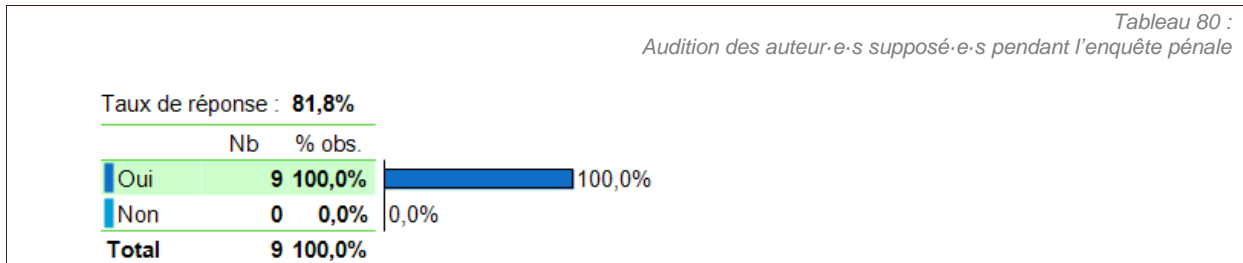 Tableau 80 :
Audition des auteur·e·s supposé·e·s pendant l'enquête pénale
Taux de réponse : 81,8%
Nb % obs.
Oui 9 100,0% 100,0%
Non 0 0,0% 0,0%
Total 9 100,0%